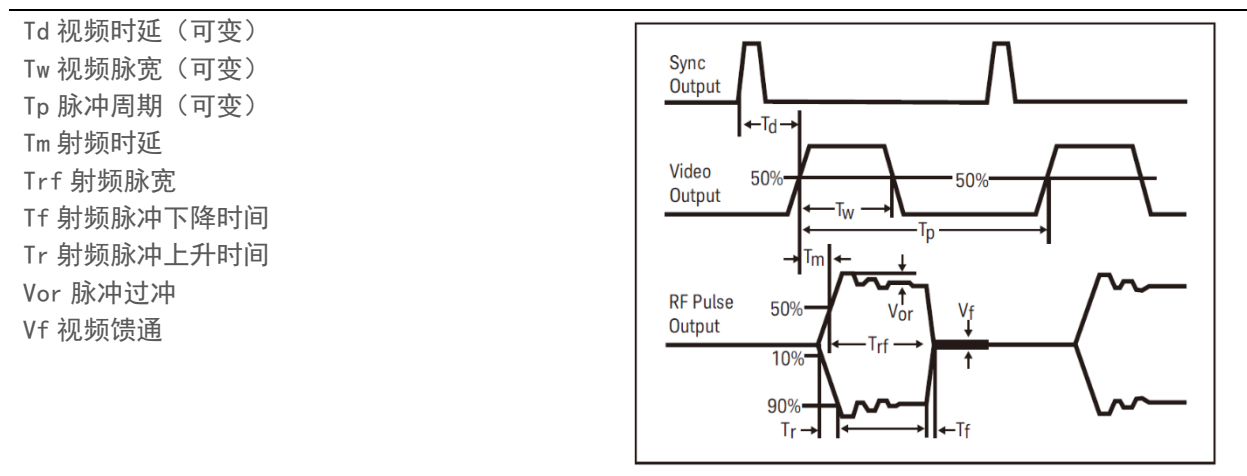 Td 视频时延（可变）
Tw 视频脉宽（可变）
Tp 脉冲周期（可变）
Tm 射频时延
Trf 射频脉宽
Tf 射频脉冲下降时间
Tr 射频脉冲上升时间
Vor 脉冲过冲
Vf 视频馈通
Sync
Output
Td
Video
Output
50%
50%
Tw
Tp
Tm
RF Pulse
Output
50%
Vor
Vf
Trf
10%
90%
Tr
Tf